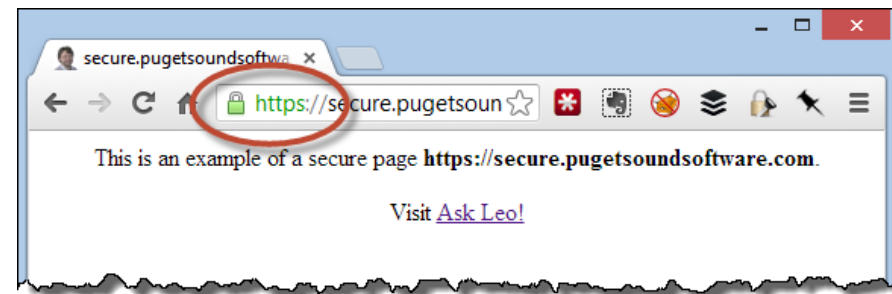 secure.pugetsoundsoftwa
https://secure.pugetsoun
This is an example of a secure page https://secure.pugetsoundsoftware.com.
Visit Ask Leo!